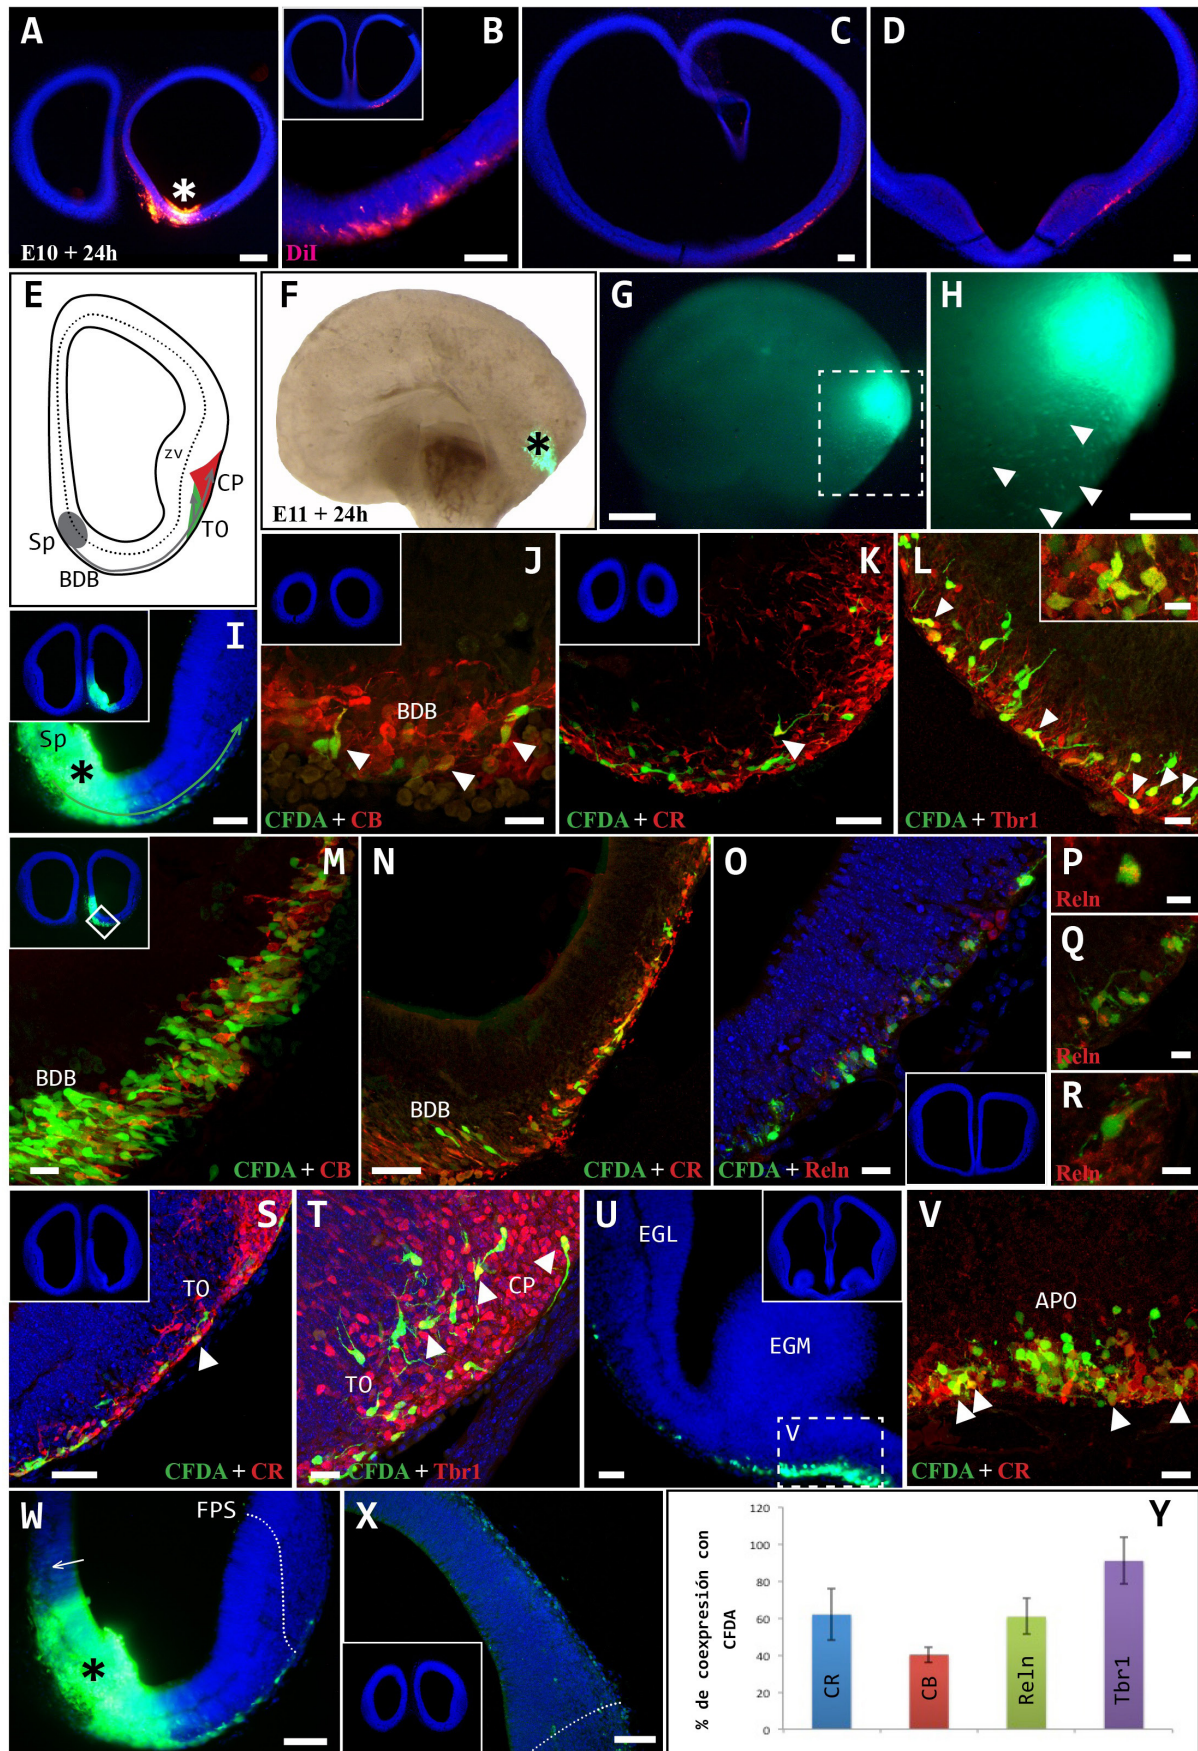 A
E10 + 24h
B
DiI
C
D
E
zv
CP
TO
Sp
BDB
F
E11 + 24h
G
H
I
Sp
J
BDB
CFDA + CB
K
CFDA + CR
L
CFDA + Tbr1
M
BDB
CFDA + CB
N
BDB
CFDA + CR
O
CFDA + Reln
P
Reln
Q
Reln
R
Reln
S
TO
CFDA + CR
T
CP
TO
CFDA + Tbr1
U
EGL
EGM
V
V
APO
CFDA + CR
W
FPS
X
Y
% de coexpresión con
CFDA
120
100
80
60
40
20
0
CR
CB
Reln
Tbr1